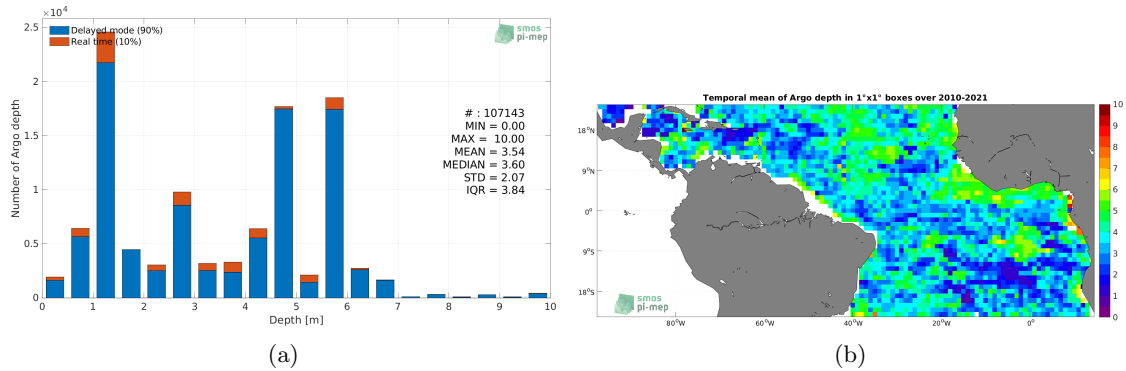 2.5
×10⁴
Delayed mode (90%)
Real time (10%)
smos
pi-mep
2
1.5
1
0.5
0
Number of Argo depth
# : 107143
MIN = 0.00
MAX = 10.00
MEAN = 3.54
MEDIAN = 3.60
STD = 2.07
IQR = 3.84
0 1 2 3 4 5 6 7 8 9 10
Depth [m]
(a)
Temporal mean of Argo depth in 1°x1° boxes over 2010-2021
18°N
9°N
0°
9°S
18°S
80°W 60°W 40°W 20°W 0°
smos
pi-mep
10
9
8
7
6
5
4
3
2
1
0
(b)